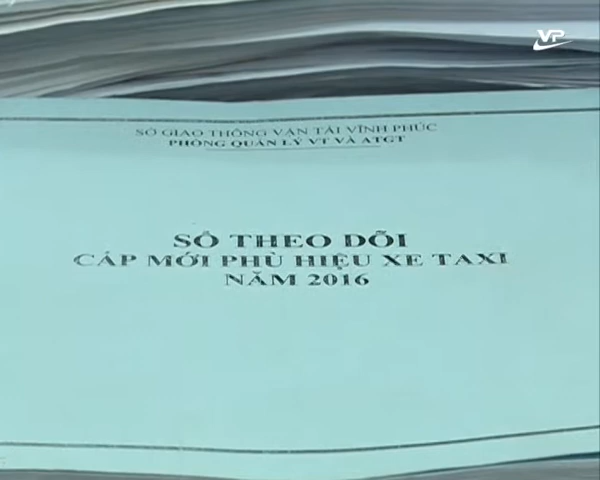 VP
SỞ GIAO THÔNG VẬN TẢI VĨNH PHÚC
PHÒNG QUẢN LÝ VT VÀ ATGT
SỔ THEO DÕI
CẤP MỚI PHÙ HIỆU XE TAXI
NĂM 2016